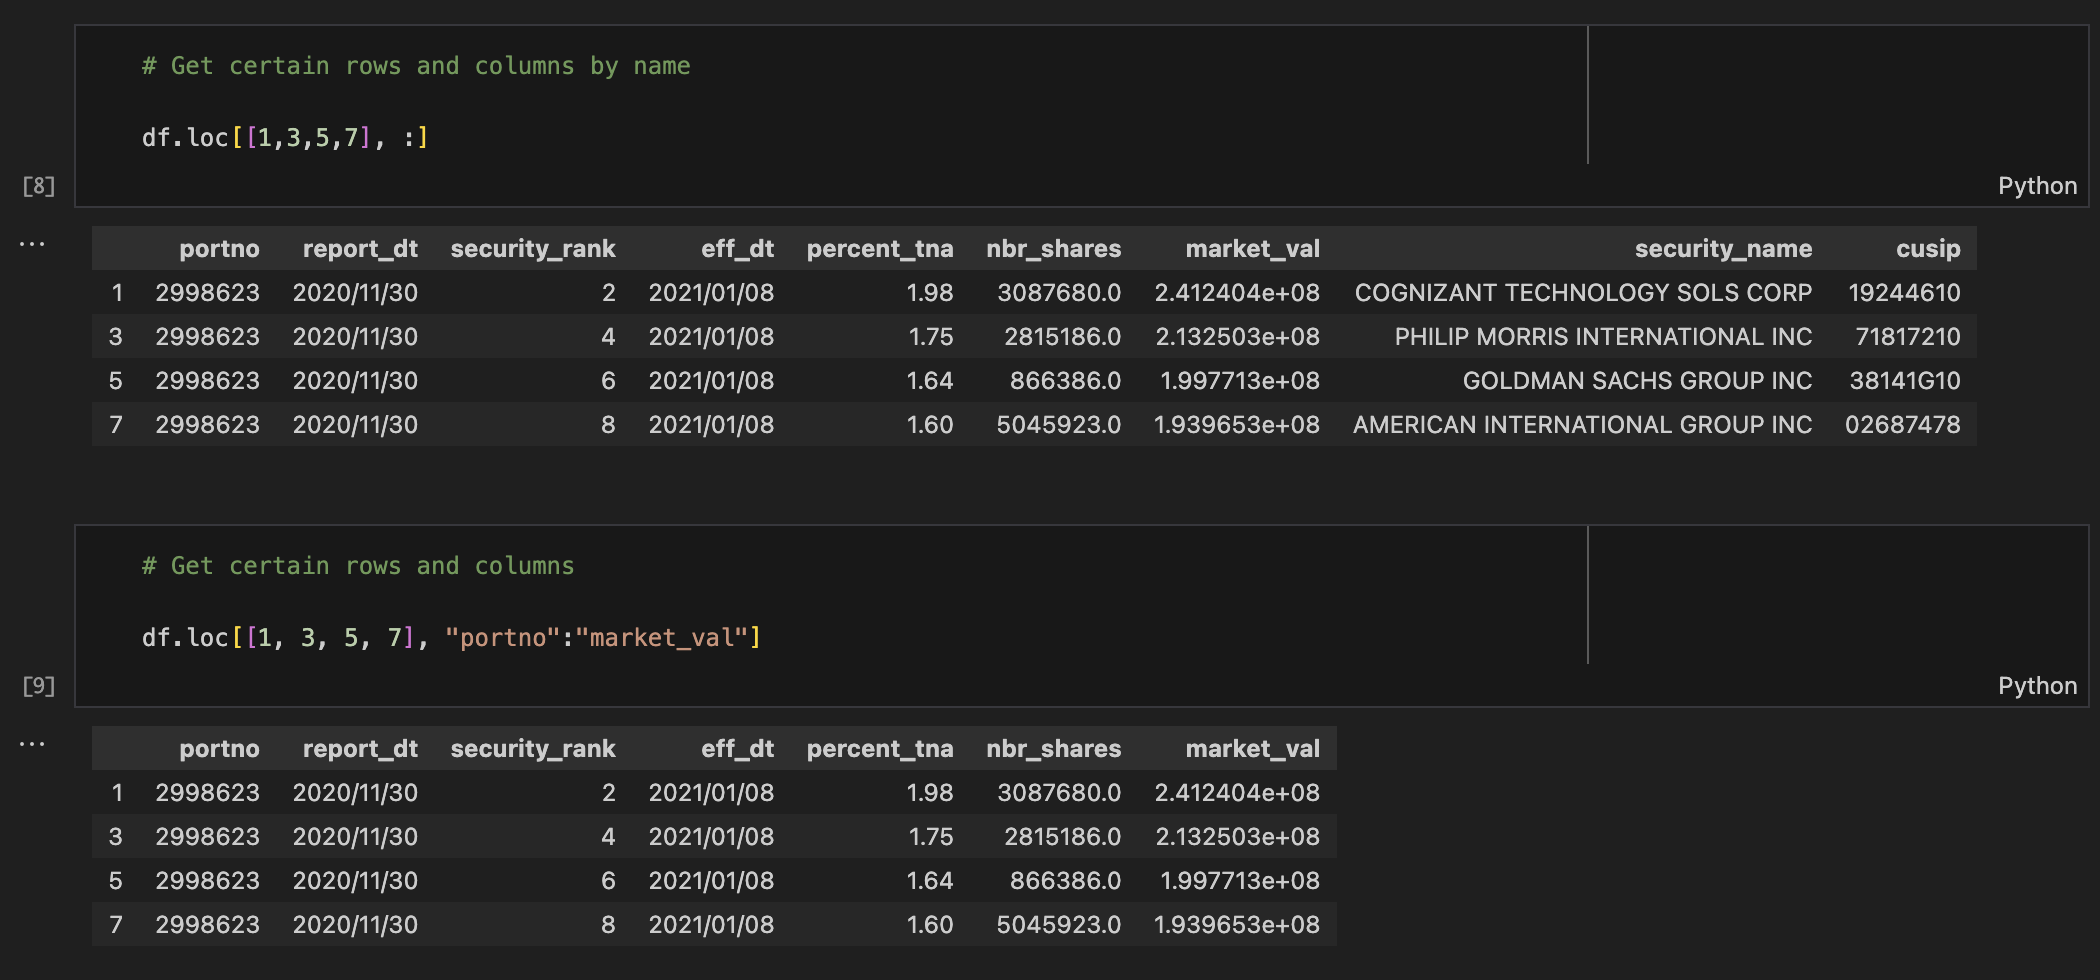 # Get certain rows and columns by name
df.loc[[1,3,5,7], :]
[8]
Python
...
portno report_dt security_rank eff_dt percent_tna nbr_shares market_val security_name cusip
1 2998623 2020/11/30 2 2021/01/08 1.98 3087680.0 2.412404e+08 COGNIZANT TECHNOLOGY SOLS CORP 19244610
3 2998623 2020/11/30 4 2021/01/08 1.75 2815186.0 2.132503e+08 PHILIP MORRIS INTERNATIONAL INC 71817210
5 2998623 2020/11/30 6 2021/01/08 1.64 866386.0 1.997713e+08 GOLDMAN SACHS GROUP INC 38141G10
7 2998623 2020/11/30 8 2021/01/08 1.60 5045923.0 1.939653e+08 AMERICAN INTERNATIONAL GROUP INC 02687478
# Get certain rows and columns
df.loc[[1, 3, 5, 7], "portno":"market_val"]
[9]
Python
...
portno report_dt security_rank eff_dt percent_tna nbr_shares market_val
1 2998623 2020/11/30 2 2021/01/08 1.98 3087680.0 2.412404e+08
3 2998623 2020/11/30 4 2021/01/08 1.75 2815186.0 2.132503e+08
5 2998623 2020/11/30 6 2021/01/08 1.64 866386.0 1.997713e+08
7 2998623 2020/11/30 8 2021/01/08 1.60 5045923.0 1.939653e+08